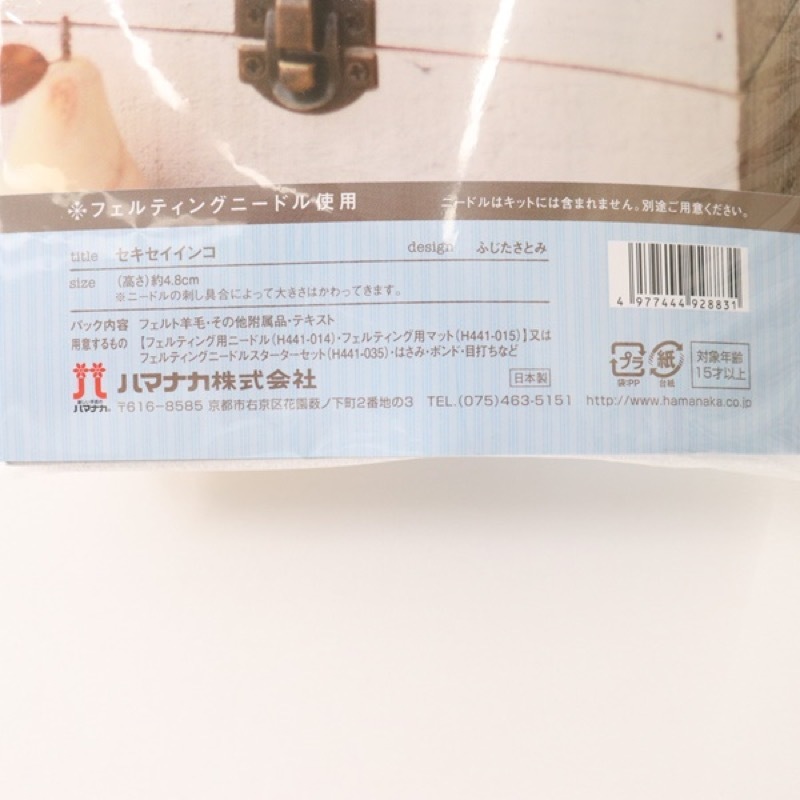 ※フェルティングニードル使用 ニードルはキットには含まれません。別途ご用意ください。
title セキセイインコ design ふじたさとみ
size (高さ)約4.8cm
※ニードルの刺し具合によって大きさはかわってきます。
4 977444 928831
パック内容 フェルト羊毛・その他附属品・テキスト
用意するもの 【フェルティング用ニードル(H441-014)・フェルティング用マット(H441-015)】又は
フェルティングニードルスターターセット(H441-035)・はさみ・ボンド・目打ちなど
プラ 袋:PP 紙 台紙 対象年齢 15才以上
ハマナカ株式会社 日本製
ハマナカ 〒616-8585 京都市右京区花園薮ノ下町2番地の3 TEL.(075)463-5151 http://www.hamanaka.co.jp